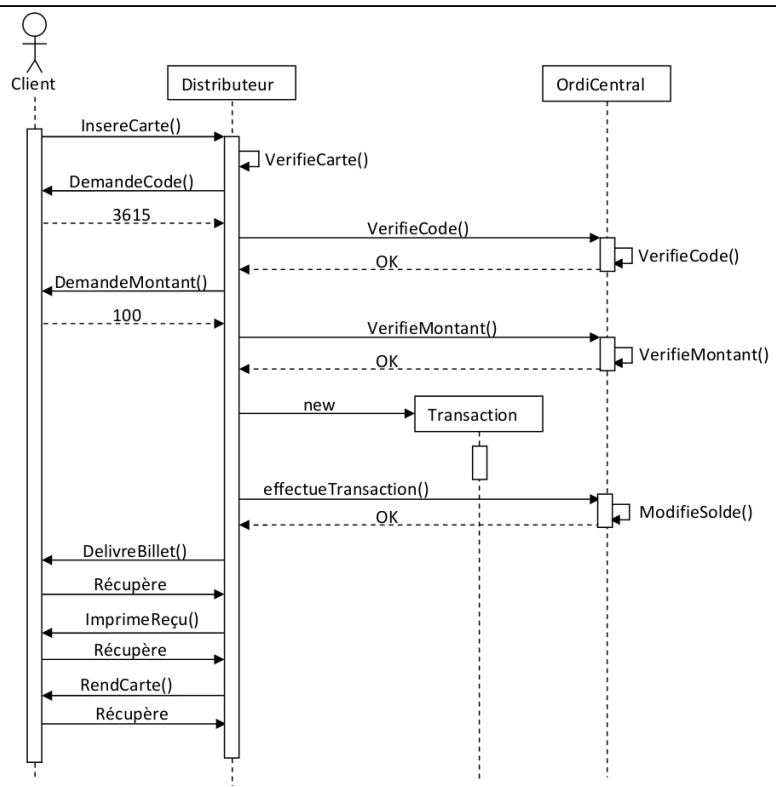 Client
Distributeur
OrdiCentral
InsereCarte()
VerifieCarte()
DemandeCode()
3615
VerifieCode()
VerifieCode()
OK
DemandeMontant()
100
VerifieMontant()
VerifieMontant()
OK
new
Transaction
effectueTransaction()
ModifieSolde()
OK
DelivreBillet()
Récupère
ImprimeReçu()
Récupère
RendCarte()
Récupère